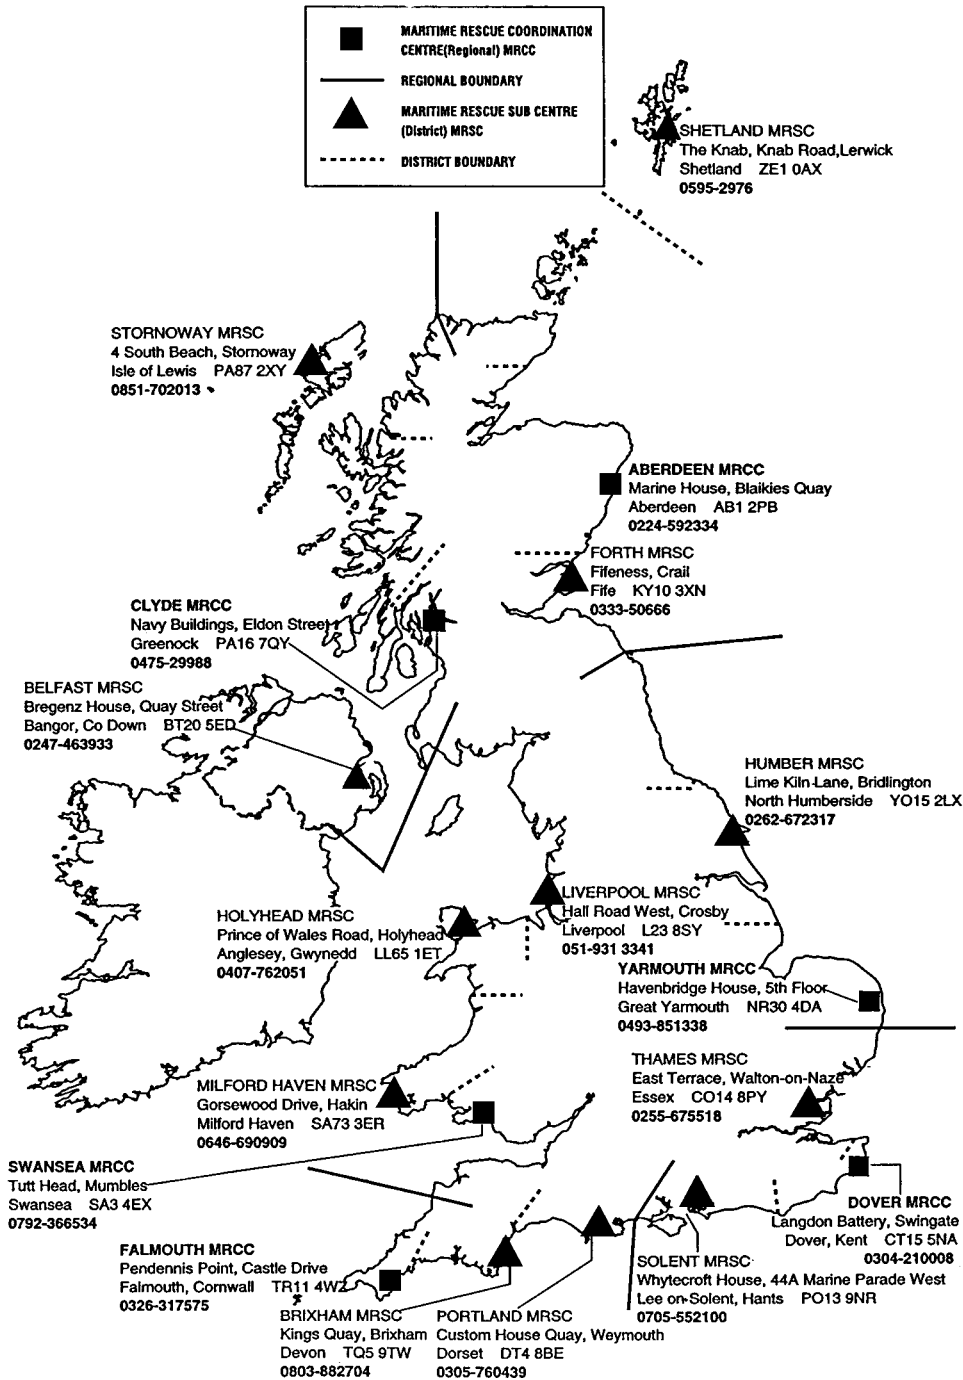 MARITIME RESCUE COORDINATION
CENTRE(Regional) MRCC
REGIONAL BOUNDARY
MARITIME RESCUE SUB CENTRE
(District) MRSC
DISTRICT BOUNDARY
SHETLAND MRSC
The Knab, Knab Road,Lerwick
Shetland ZE1 0AX
0595-2976
STORNOWAY MRSC
4 South Beach, Stornoway
Isle of Lewis PA87 2XY
0851-702013
ABERDEEN MRCC
Marine House, Blaikies Quay
Aberdeen AB1 2PB
0224-592334
FORTH MRSC
Fifeness, Crail
Fife KY10 3XN
0333-50666
CLYDE MRCC
Navy Buildings, Eldon Street
Greenock PA16 7QY
0475-29988
BELFAST MRSC
Bregenz House, Quay Street
Bangor, Co Down BT20 5ED
0247-463933
HUMBER MRSC
Lime Kiln Lane, Bridlington
North Humberside YO15 2LX
0262-672317
LIVERPOOL MRSC
Hall Road West, Crosby
Liverpool L23 8SY
051-931 3341
HOLYHEAD MRSC
Prince of Wales Road, Holyhead
Anglesey, Gwynedd LL65 1ET
0407-762051
YARMOUTH MRCC
Havenbridge House, 5th Floor
Great Yarmouth NR30 4DA
0493-851338
THAMES MRSC
East Terrace, Walton-on-Naze
Essex CO14 8PY
0255-675518
MILFORD HAVEN MRSC
Gorsewood Drive, Hakin
Milford Haven SA73 3ER
0646-690909
SWANSEA MRCC
Tutt Head, Mumbles
Swansea SA3 4EX
0792-366534
DOVER MRCC
Langdon Battery, Swingate
Dover, Kent CT15 5NA
0304-210008
FALMOUTH MRCC
Pendennis Point, Castle Drive
Falmouth, Cornwall TR11 4WZ
0326-317575
SOLENT MRSC
Whytecroft House, 44A Marine Parade West
Lee on-Solent, Hants PO13 9NR
0705-552100
BRIXHAM MRSC
Kings Quay, Brixham
Devon TQ5 9TW
0803-882704
PORTLAND MRSC
Custom House Quay, Weymouth
Dorset DT4 8BE
0305-760439